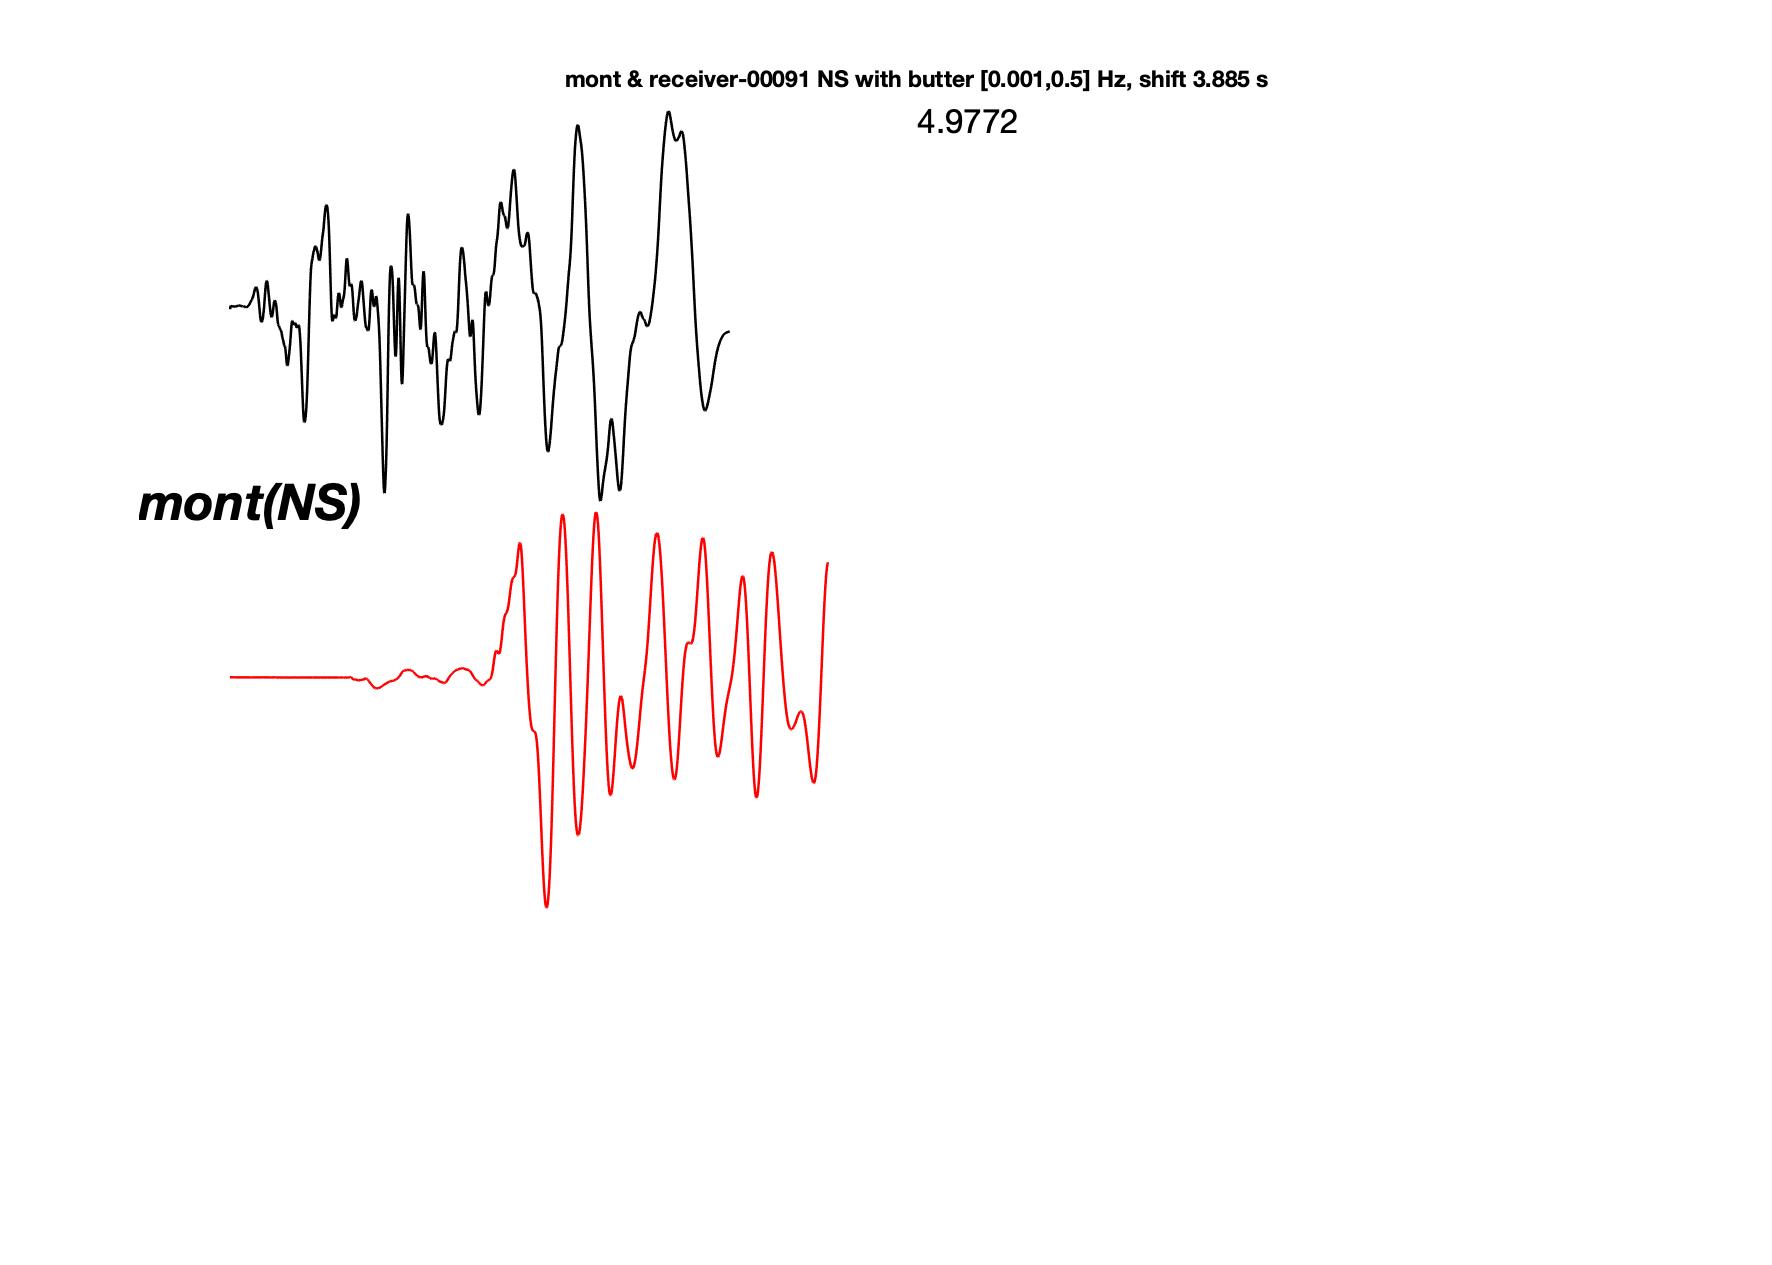 mont & receiver-00091 NS with butter [0.001,0.5] Hz, shift 3.885 s
4.9772
mont(NS)